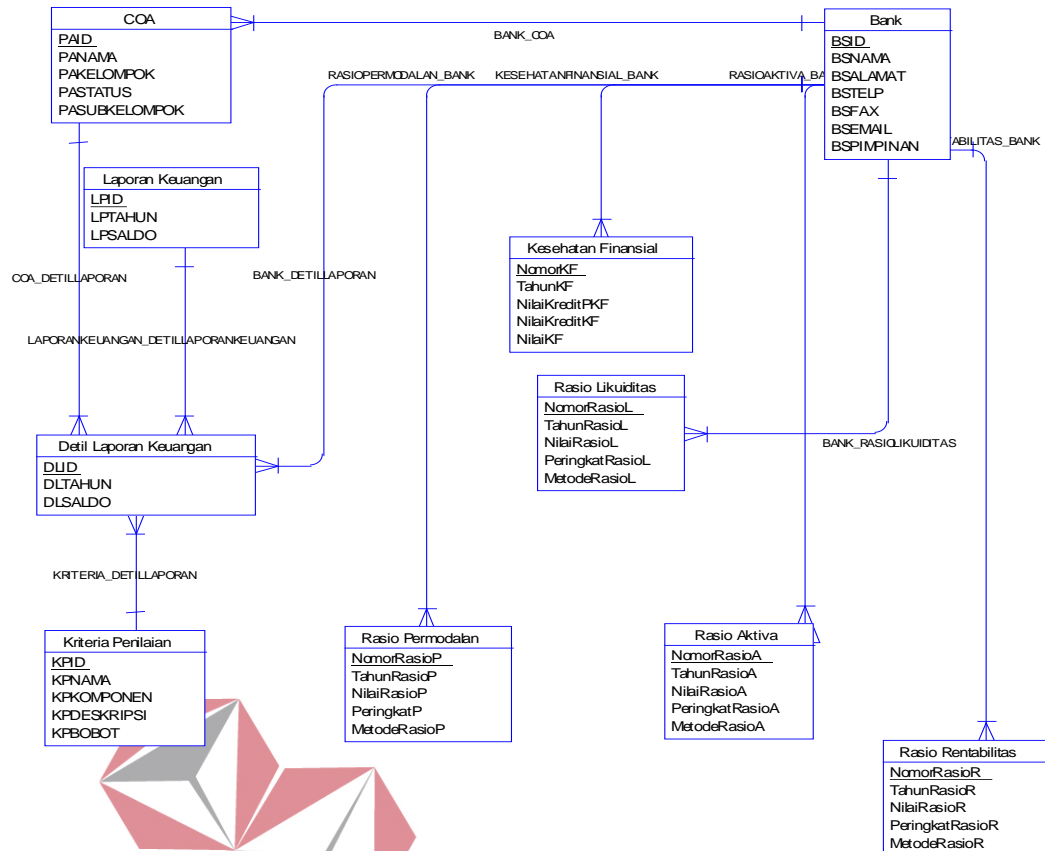 COA
PAID
PANAMA
PAKELOMPOK
PASTATUS
PASUBKELOMPOK
BANK_COA
Bank
BSID
BSNAMA
BSALAMAT
BSTELP
BSFAX
BSEMAIL
BSPIMPINAN
RASIOPERMODALAN_BANK
KESEHATANFINANSIAL_BANK
RASIOAKTIVA_BA
ABILITAS_BANK
Laporan Keuangan
LPID
LPTAHUN
LPSALDO
COA_DETILLAPORAN
BANK_DETILLAPORAN
LAPORANKEUANGAN_DETILLAPORANKEUANGAN
Kesehatan Finansial
NomorKF
TahunKF
NilaiKreditPKF
NilaiKreditKF
NilaiKF
Rasio Likuiditas
NomorRasioL
TahunRasioL
NilaiRasioL
PeringkatRasioL
MetodeRasioL
BANK_RASIOLIKUIDITAS
Detil Laporan Keuangan
DLID
DLTAHUN
DLSALDO
KRITERIA_DETILLAPORAN
Kriteria Penilaian
KPID
KPNAMA
KPKOMPONEN
KPDESKRIPSI
KPBOBOT
Rasio Permodalan
NomorRasioP
TahunRasioP
NilaiRasioP
PeringkatP
MetodeRasioP
Rasio Aktiva
NomorRasioA
TahunRasioA
NilaiRasioA
PeringkatRasioA
MetodeRasioA
Rasio Rentabilitas
NomorRasioR
TahunRasioR
NilaiRasioR
PeringkatRasioR
MetodeRasioR